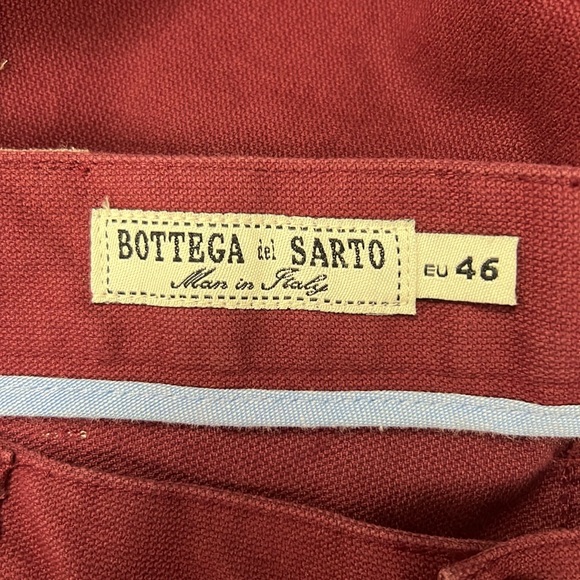 BOTTEGA del SARTO
Man in Italy
EU 46